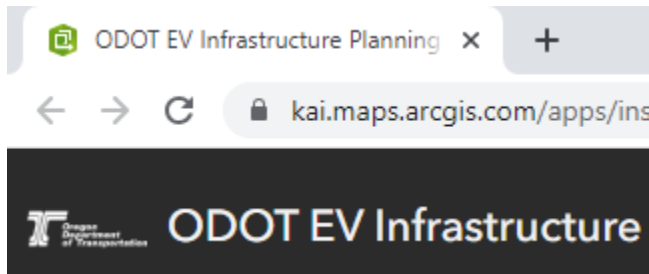 ODOT EV Infrastructure Planning
kai.maps.arcgis.com/apps/ins
Oregon
Department
of Transportation
ODOT EV Infrastructure